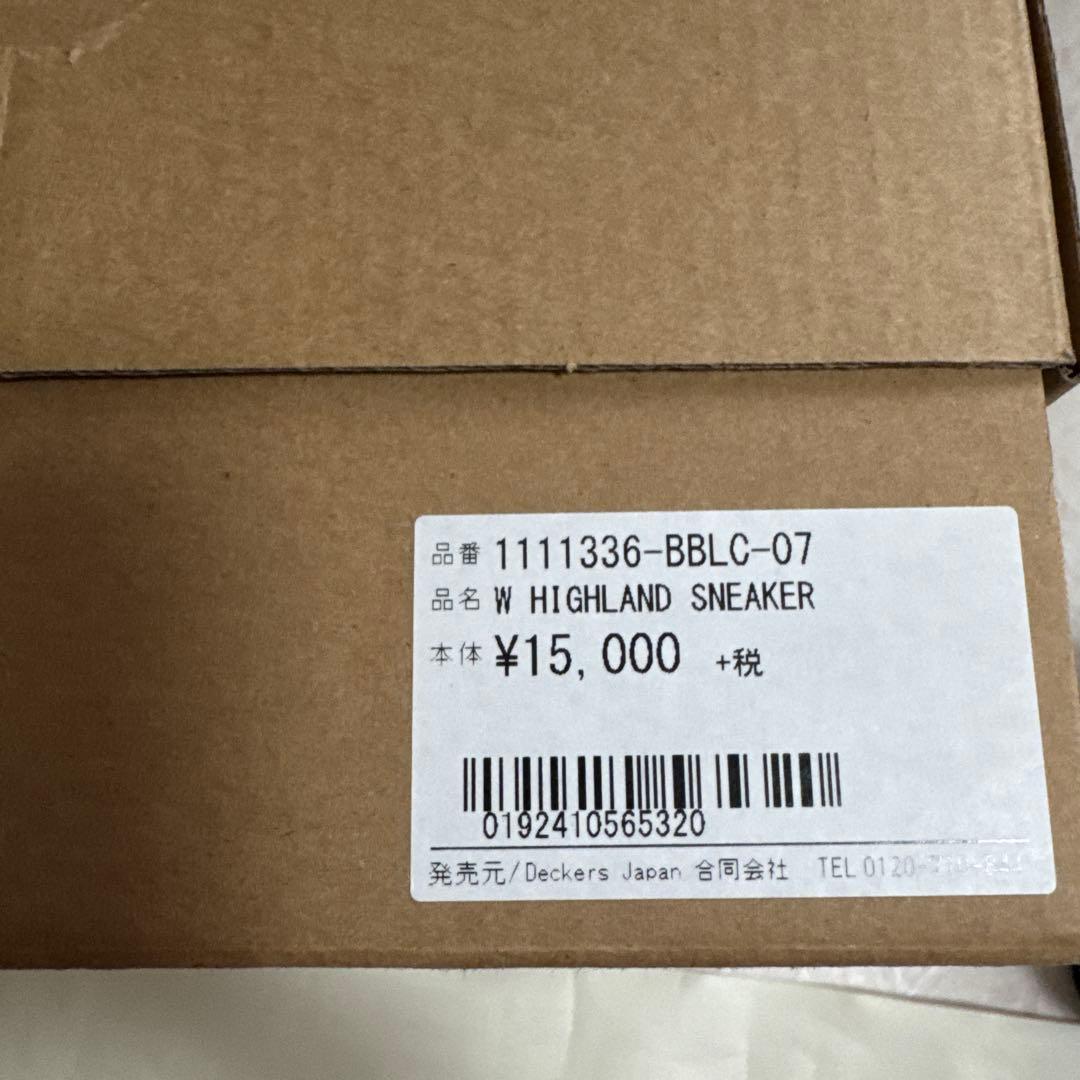 品番 1111336-BBLC-07
品名 W HIGHLAND SNEAKER
本体 ¥15,000 +税
0192410565320
発売元/Deckers Japan 合同会社 TEL